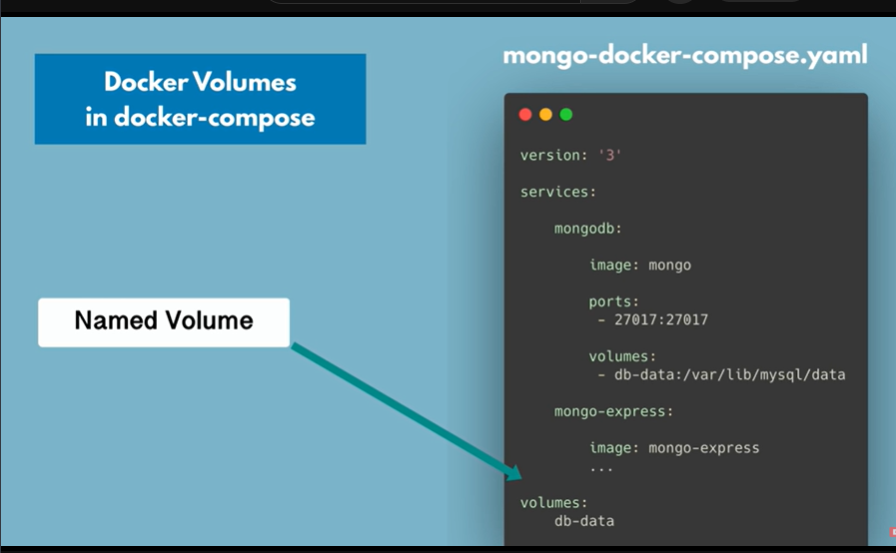 Docker Volumes
in docker-compose
Named Volume
mongo-docker-compose.yaml
version: '3'
services:
mongodb:
image: mongo
ports:
- 27017:27017
volumes:
- db-data:/var/lib/mysql/data
mongo-express:
image: mongo-express
...
volumes:
db-data